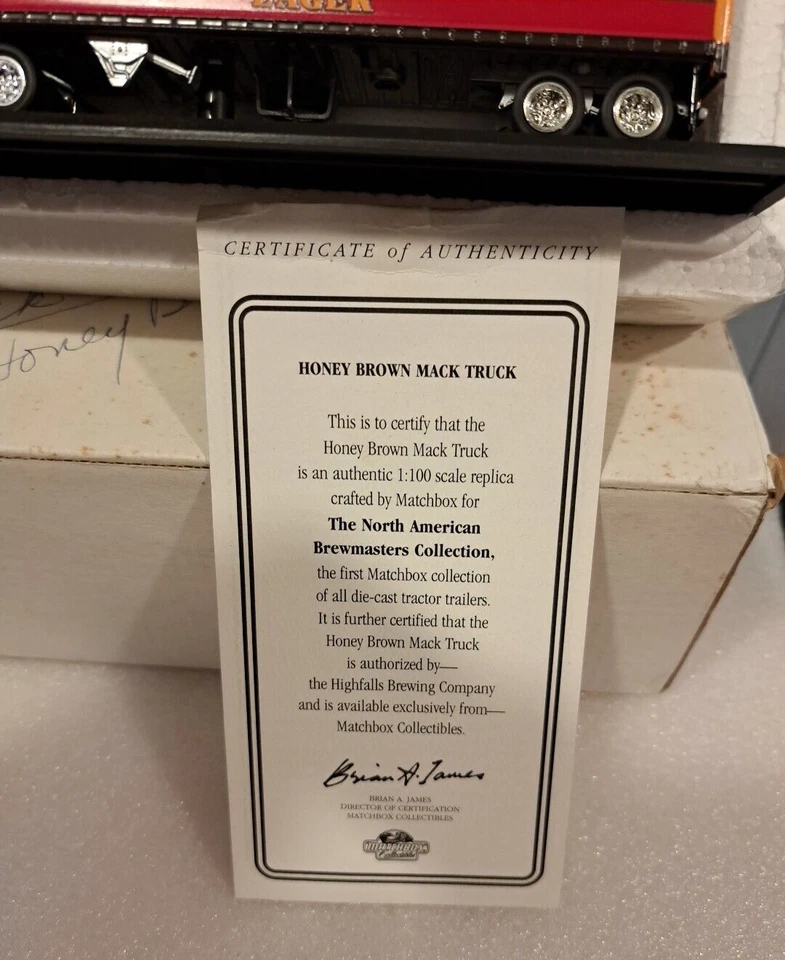 LAGER
CERTIFICATE of AUTHENTICITY
Honey B
HONEY BROWN MACK TRUCK
This is to certify that the
Honey Brown Mack Truck
is an authentic 1:100 scale replica
crafted by Matchbox for
The North American
Brewmasters Collection,
the first Matchbox collection
of all die-cast tractor trailers.
It is further certified that the
Honey Brown Mack Truck
is authorized by—
the Highfalls Brewing Company
and is available exclusively from—
Matchbox Collectibles.
Brian A. James
BRIAN A. JAMES
DIRECTOR OF CERTIFICATION
MATCHBOX COLLECTIBLES
MATCHBOX
Collectibles